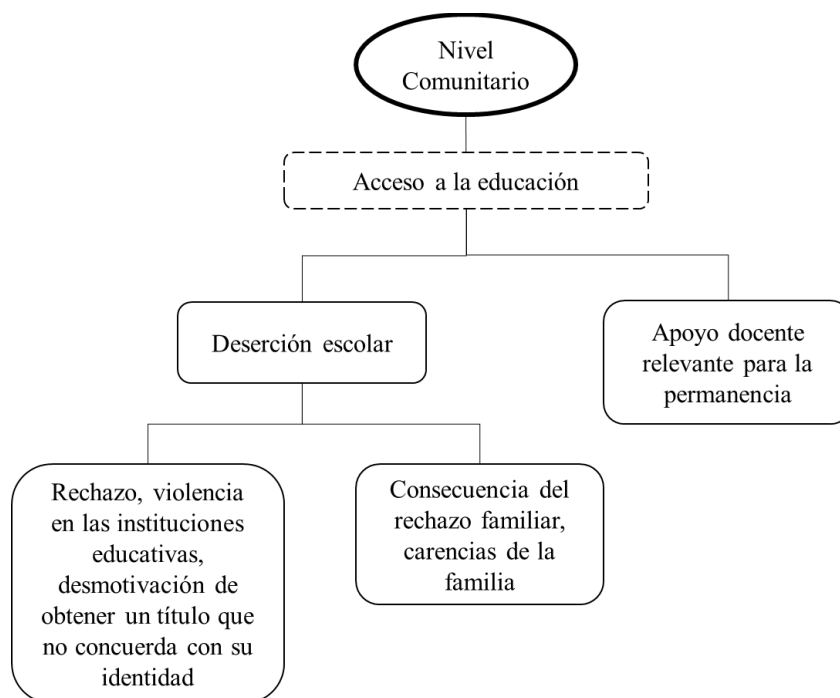 Nivel
Comunitario
Acceso a la educación
Deserción escolar
Apoyo docente
relevante para la
permanencia
Rechazo, violencia
en las instituciones
educativas,
desmotivación de
obtener un título que
no concuerda con su
identidad
Consecuencia del
rechazo familiar,
carencias de la
familia